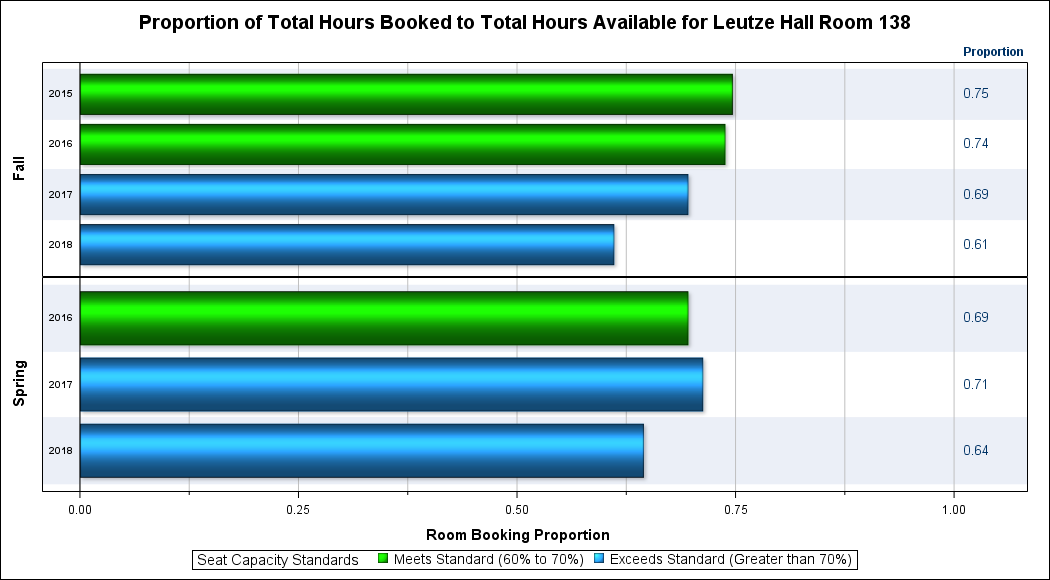 Proportion of Total Hours Booked to Total Hours Available for Leutze Hall Room 138
Proportion
Fall
2015 0.75
2016 0.74
2017 0.69
2018 0.61
Spring
2016 0.69
2017 0.71
2018 0.64
0.00 0.25 0.50 0.75 1.00
Room Booking Proportion
Seat Capacity Standards Meets Standard (60% to 70%) Exceeds Standard (Greater than 70%)